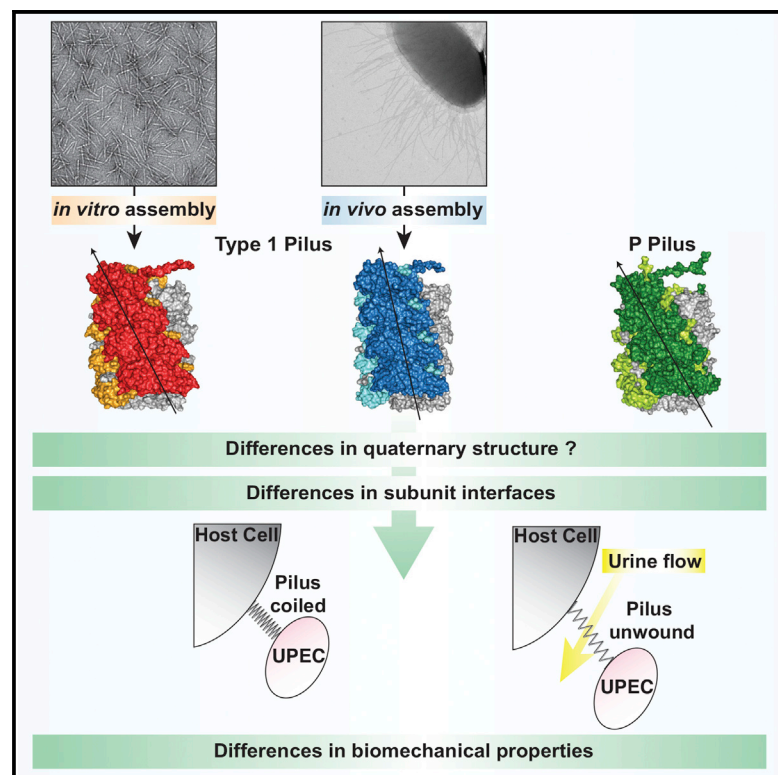 in vitro assembly
in vivo assembly
Type 1 Pilus
P Pilus
Differences in quaternary structure ?
Differences in subunit interfaces
Host Cell
Pilus
coiled
UPEC
Host Cell
Urine flow
Pilus
unwound
UPEC
Differences in biomechanical properties